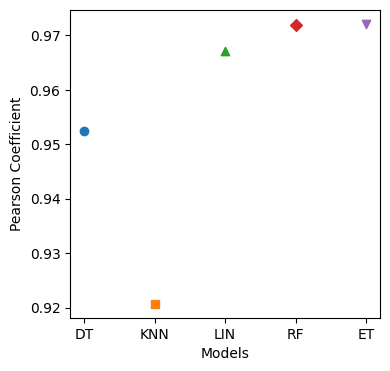 Pearson Coefficient
0.97
0.96
0.95
0.94
0.93
0.92
DT KNN LIN RF ET
Models